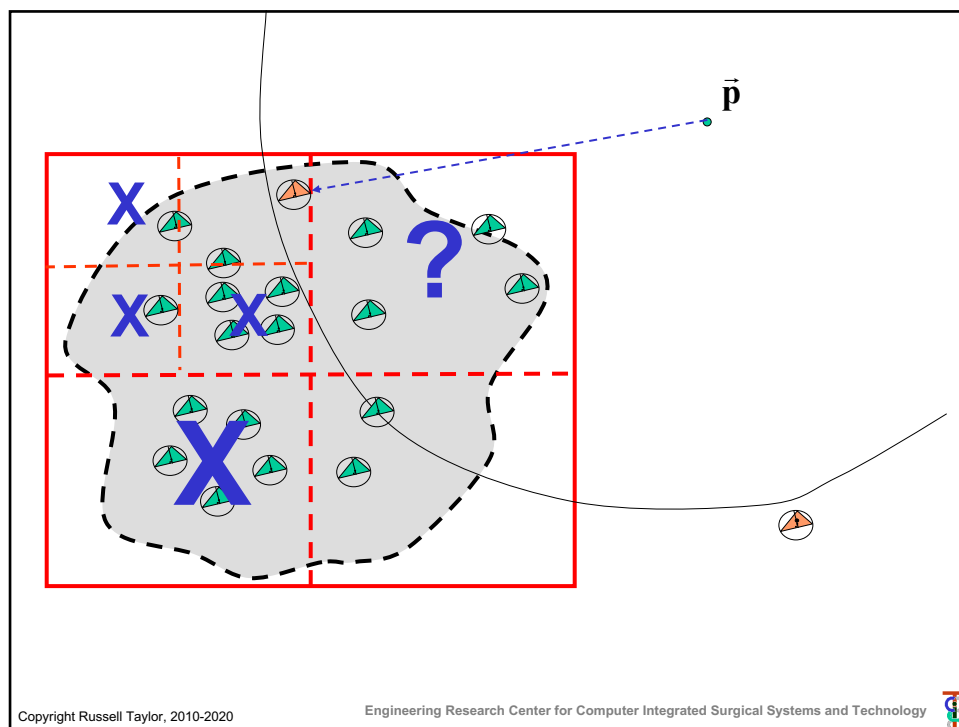 p
X
?
X
X
X
Copyright Russell Taylor, 2010-2020
Engineering Research Center for Computer Integrated Surgical Systems and Technology